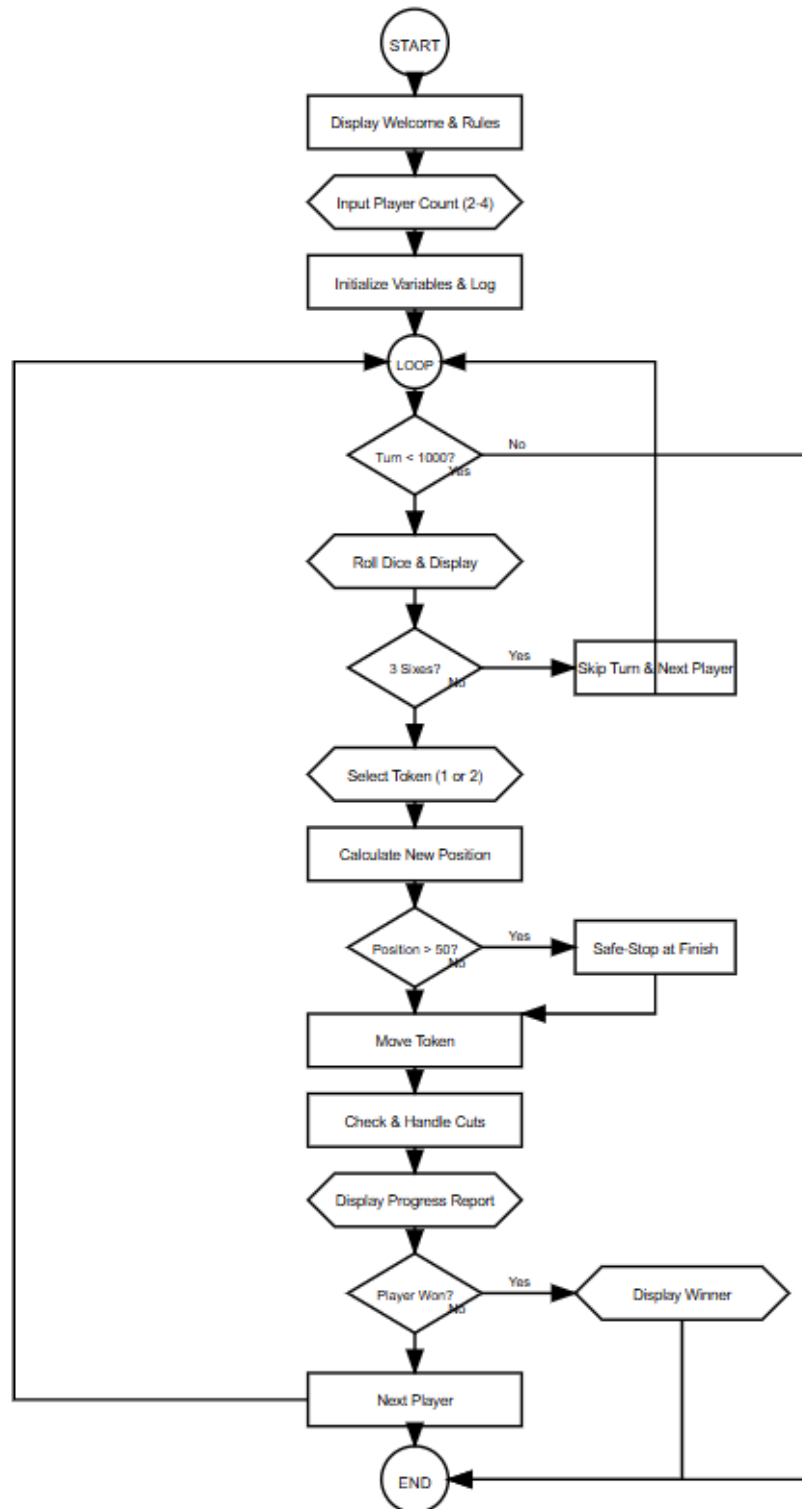 START
Display Welcome & Rules
Input Player Count (2-4)
Initialize Variables & Log
LOOP
Turn < 1000?
No
Yes
Roll Dice & Display
3 Sixes?
Yes
No
Skip Turn & Next Player
Select Token (1 or 2)
Calculate New Position
Position > 50?
Yes
No
Safe-Stop at Finish
Move Token
Check & Handle Cuts
Display Progress Report
Player Won?
Yes
No
Display Winner
Next Player
END